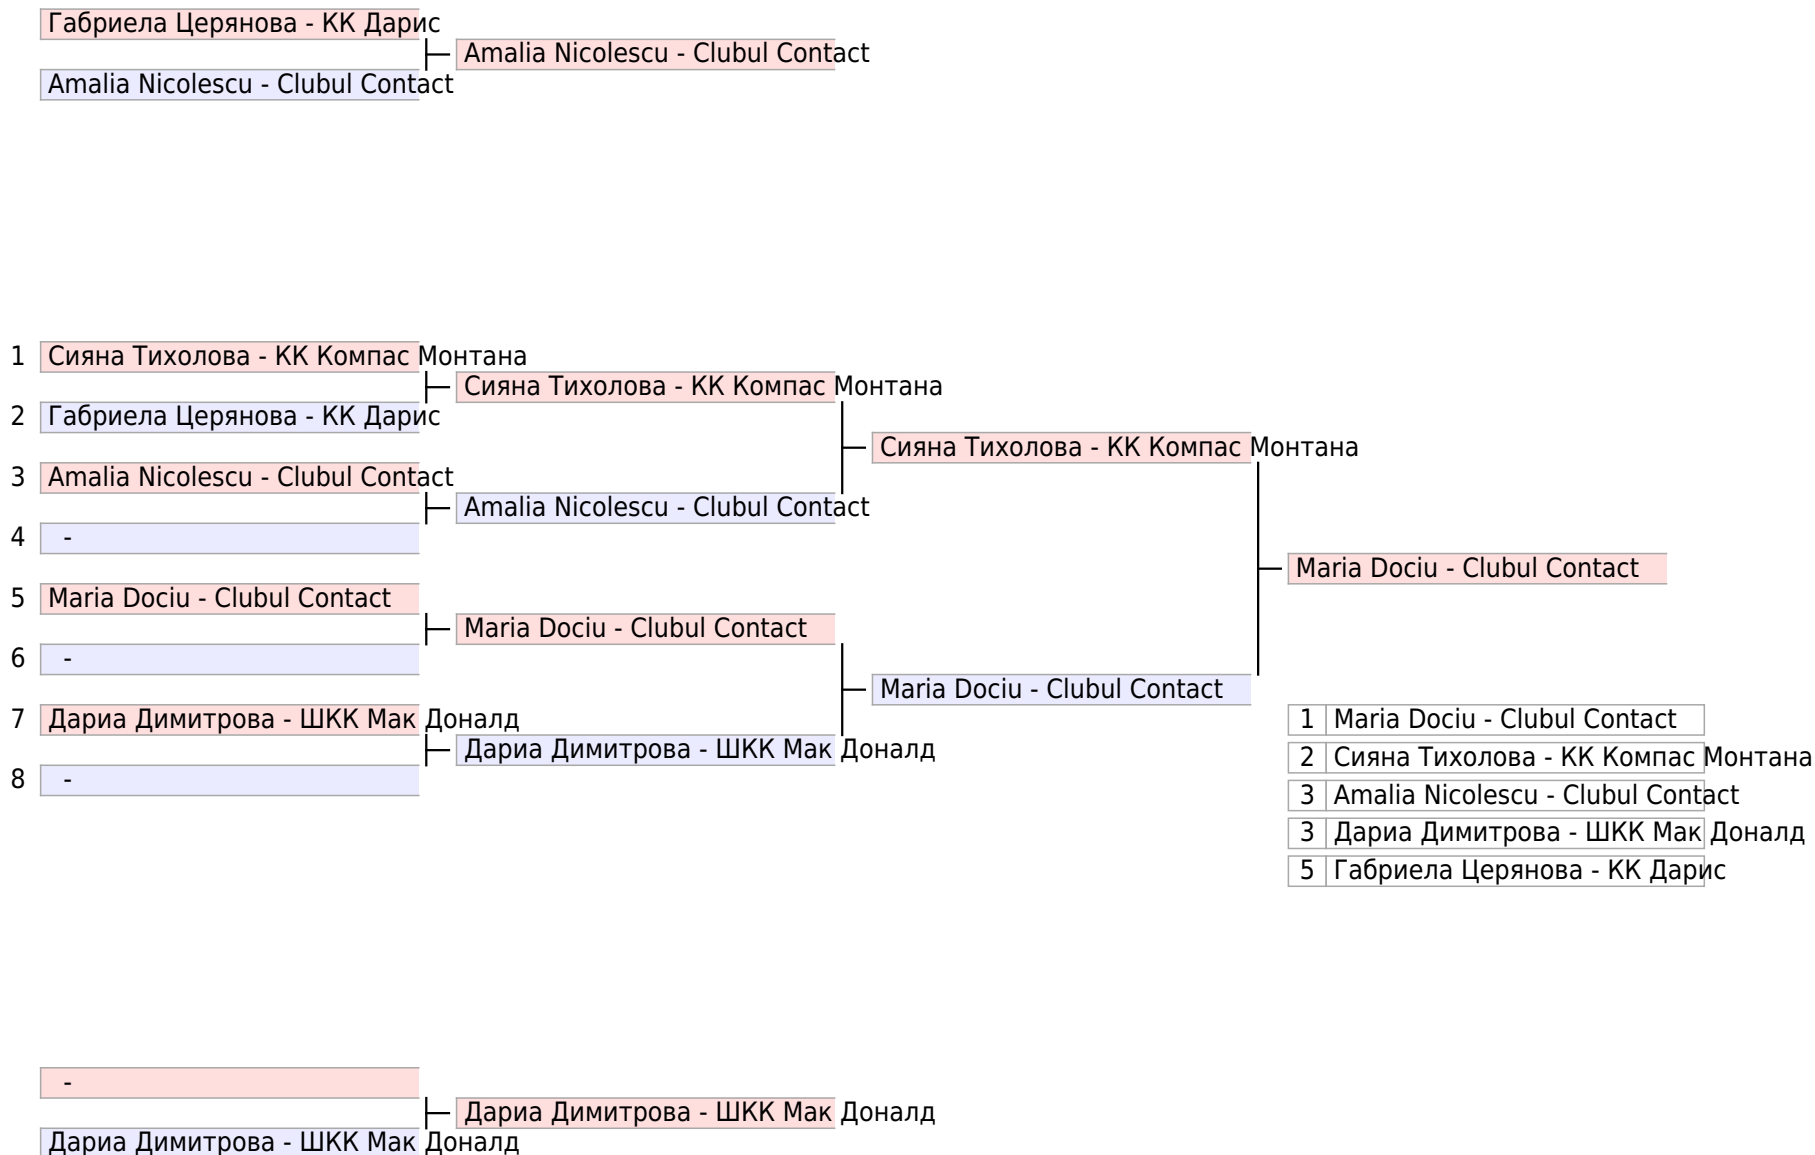 Габриела Церянова - КК Дарис
Amalia Nicolescu - Clubul Contact
Amalia Nicolescu - Clubul Contact
1 Сияна Тихолова - КК Компас Монтана
Сияна Тихолова - КК Компас Монтана
2 Габриела Церянова - КК Дарис
Сияна Тихолова - КК Компас Монтана
3 Amalia Nicolescu - Clubul Contact
Amalia Nicolescu - Clubul Contact
4 -
Maria Dociu - Clubul Contact
5 Maria Dociu - Clubul Contact
Maria Dociu - Clubul Contact
6 -
Maria Dociu - Clubul Contact
7 Дариа Димитрова - ШКК Мак Доналд
Дариа Димитрова - ШКК Мак Доналд
8 -
1 Maria Dociu - Clubul Contact
2 Сияна Тихолова - КК Компас Монтана
3 Amalia Nicolescu - Clubul Contact
3 Дариа Димитрова - ШКК Мак Доналд
5 Габриела Церянова - КК Дарис
-
Дариа Димитрова - ШКК Мак Доналд
Дариа Димитрова - ШКК Мак Доналд